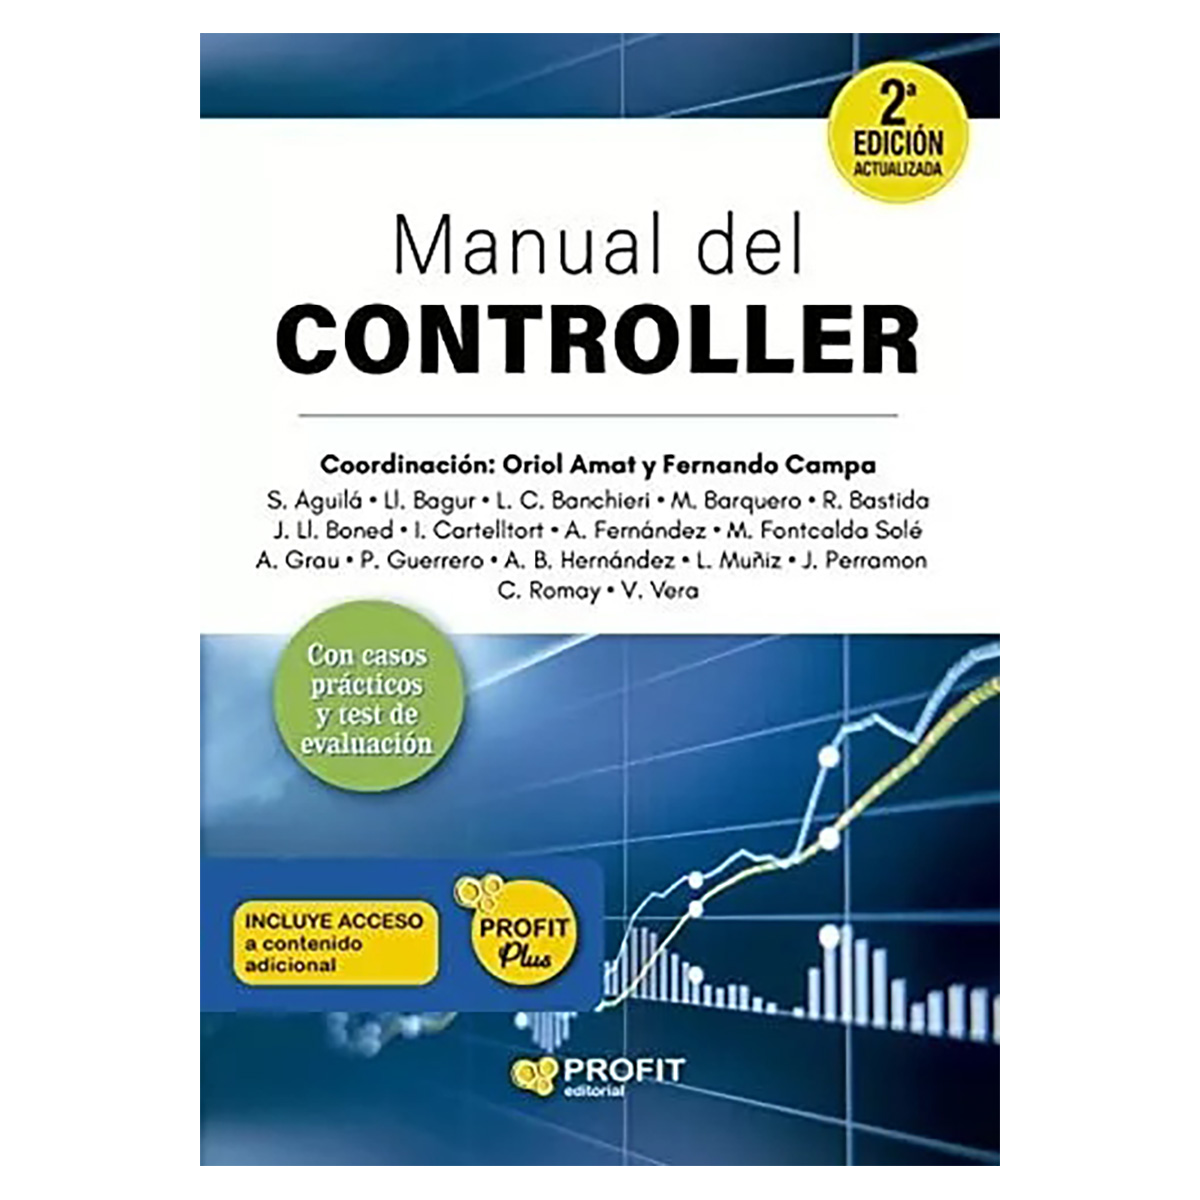 2ª
EDICIÓN
ACTUALIZADA
Manual del
CONTROLLER
Coordinación: Oriol Amat y Fernando Campa
S. Aguilá • Ll. Bagur • L. C. Banchieri • M. Barquero • R. Bastida
J. Ll. Boned • I. Cartelltort • A. Fernández • M. Fontcalda Solé
A. Grau • P. Guerrero • A. B. Hernández • L. Muñiz • J. Perramon
C. Romay • V. Vera
Con casos
prácticos
y test de
evaluación
INCLUYE ACCESO
a contenido
adicional
PROFIT
Plus
PROFIT
editorial